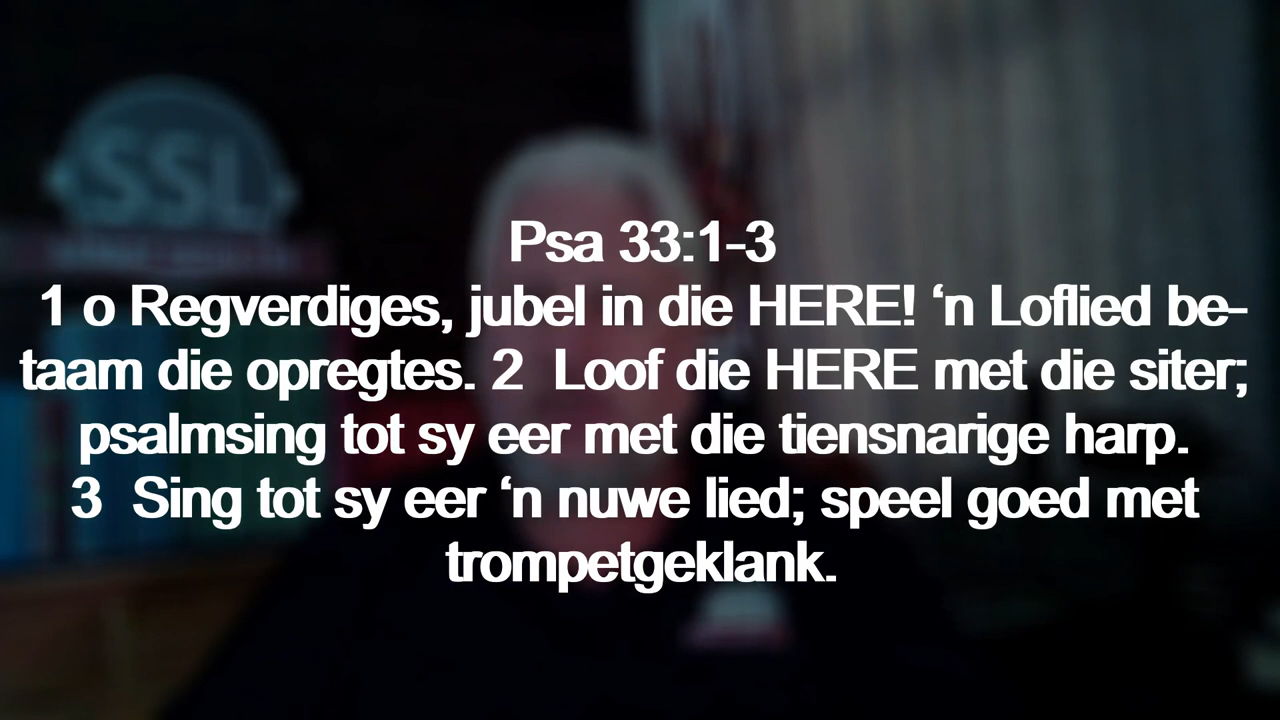 SSL
Psa 33:1-3
1 o Regverdiges, jubel in die HERE! ‘n Loflied be-
taam die opregtes. 2 Loof die HERE met die siter;
psalmsing tot sy eer met die tiensnarige harp.
3 Sing tot sy eer ‘n nuwe lied; speel goed met
trompetgeklank.